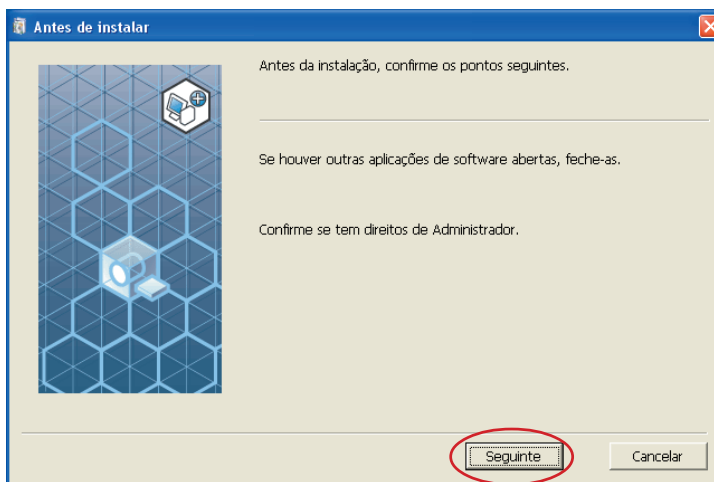 Antes de instalar
Antes da instalação, confirme os pontos seguintes.
Se houver outras aplicações de software abertas, feche-as.
Confirme se tem direitos de Administrador.
Seguinte
Cancelar